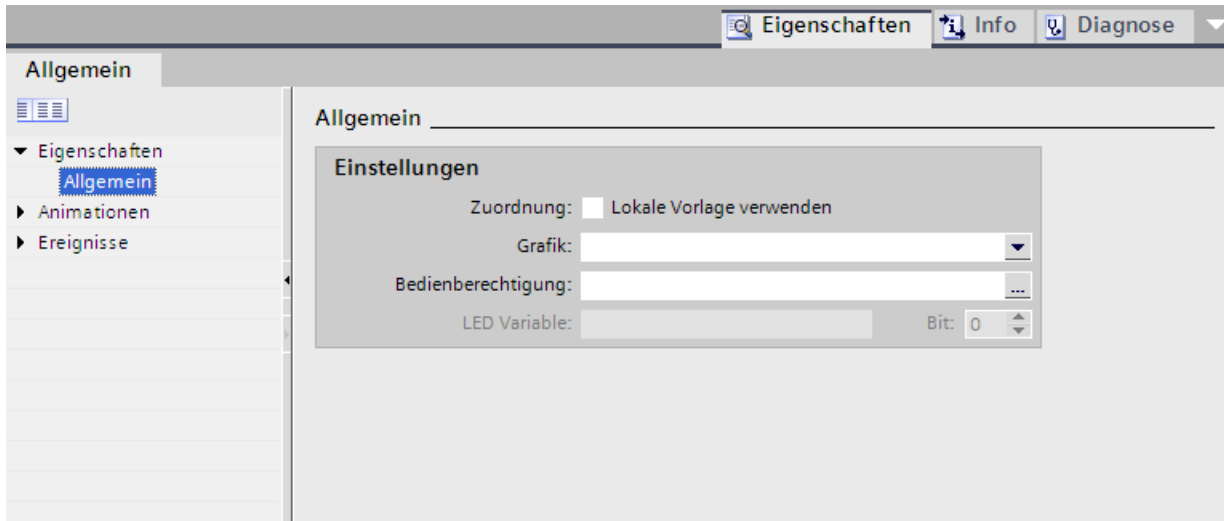 Eigenschaften Info Diagnose
Allgemein
Allgemein
Eigenschaften
Allgemein
Animationen
Ereignisse
Einstellungen
Zuordnung: Lokale Vorlage verwenden
Grafik:
Bedienberechtigung: ...
LED Variable: Bit: 0